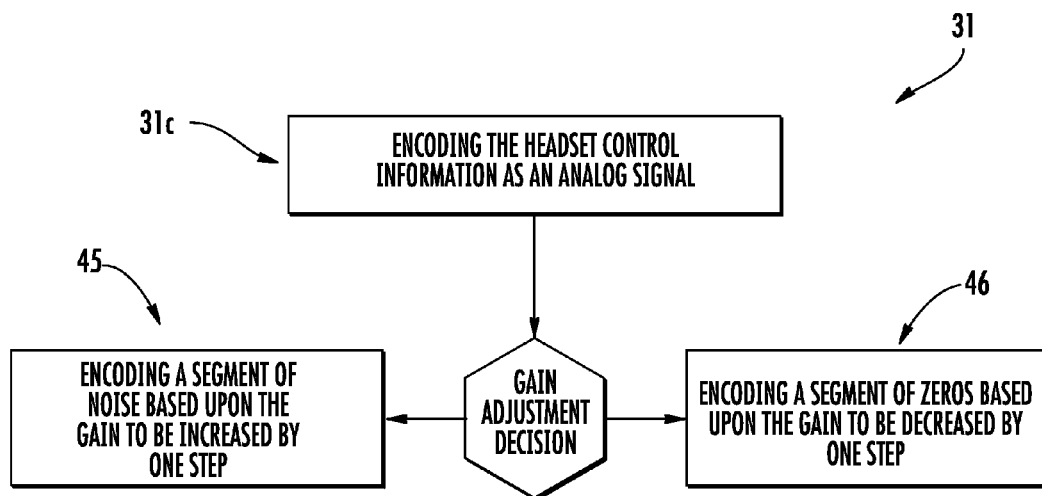 31
31c
ENCODING THE HEADSET CONTROL
INFORMATION AS AN ANALOG SIGNAL
45
46
ENCODING A SEGMENT OF
NOISE BASED UPON THE
GAIN TO BE INCREASED BY
ONE STEP
GAIN
ADJUSTMENT
DECISION
ENCODING A SEGMENT OF ZEROS BASED
UPON THE GAIN TO BE DECREASED BY
ONE STEP